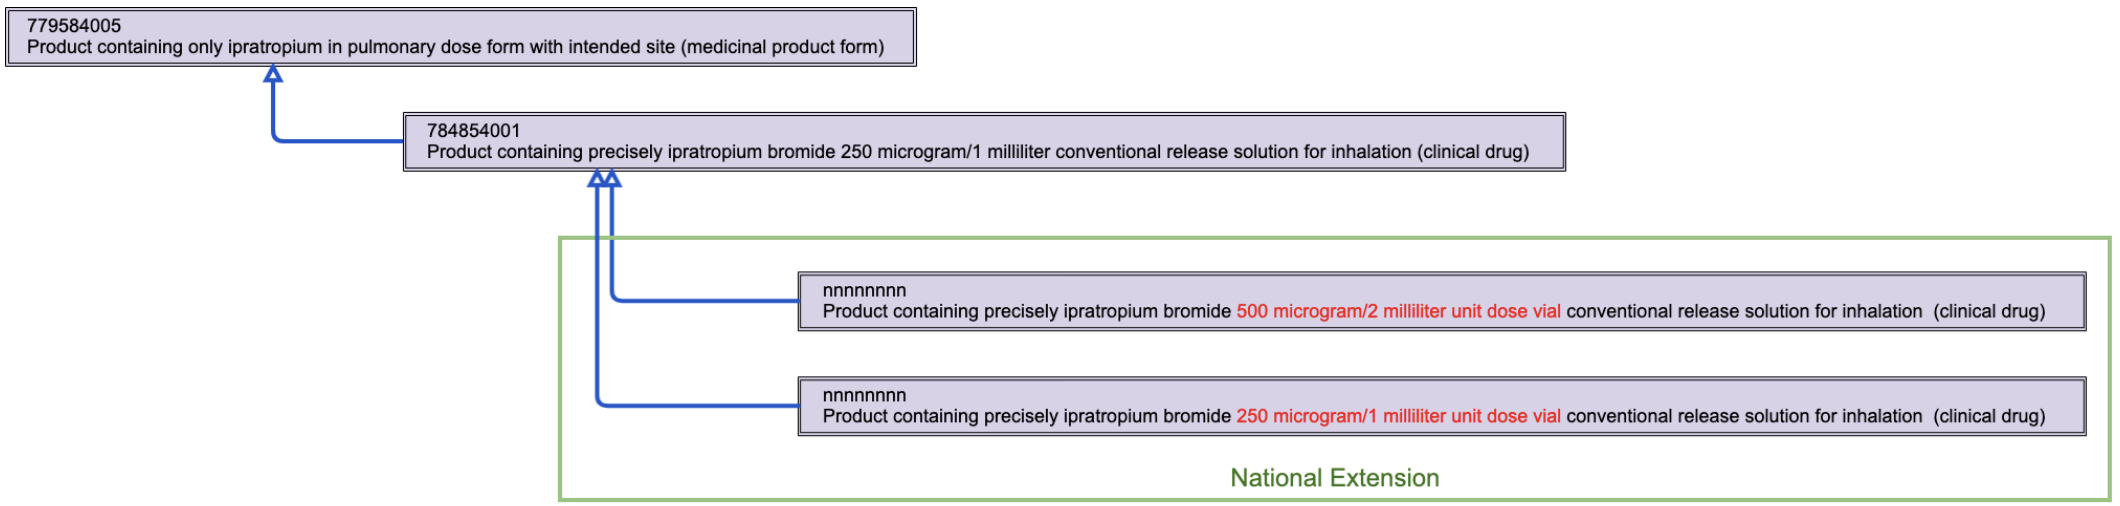 779584005
Product containing only ipratropium in pulmonary dose form with intended site (medicinal product form)
784854001
Product containing precisely ipratropium bromide 250 microgram/1 milliliter conventional release solution for inhalation (clinical drug)
nnnnnnnn
Product containing precisely ipratropium bromide 500 microgram/2 milliliter unit dose vial conventional release solution for inhalation (clinical drug)
nnnnnnnn
Product containing precisely ipratropium bromide 250 microgram/1 milliliter unit dose vial conventional release solution for inhalation (clinical drug)
National Extension